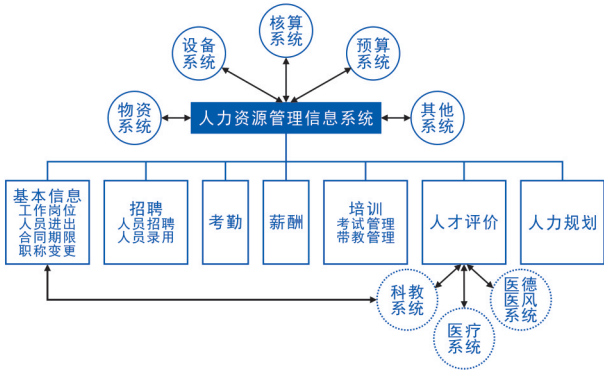 核算
系统
设备
系统
预算
系统
物资
系统
人力资源管理信息系统
其他
系统
基本信息
工作岗位
人员进出
合同期限
职称变更
招聘
人员招聘
人员录用
考勤
薪酬
培训
考试管理
带教管理
人才评价
人力规划
科教
系统
医疗
系统
医德
医风
系统